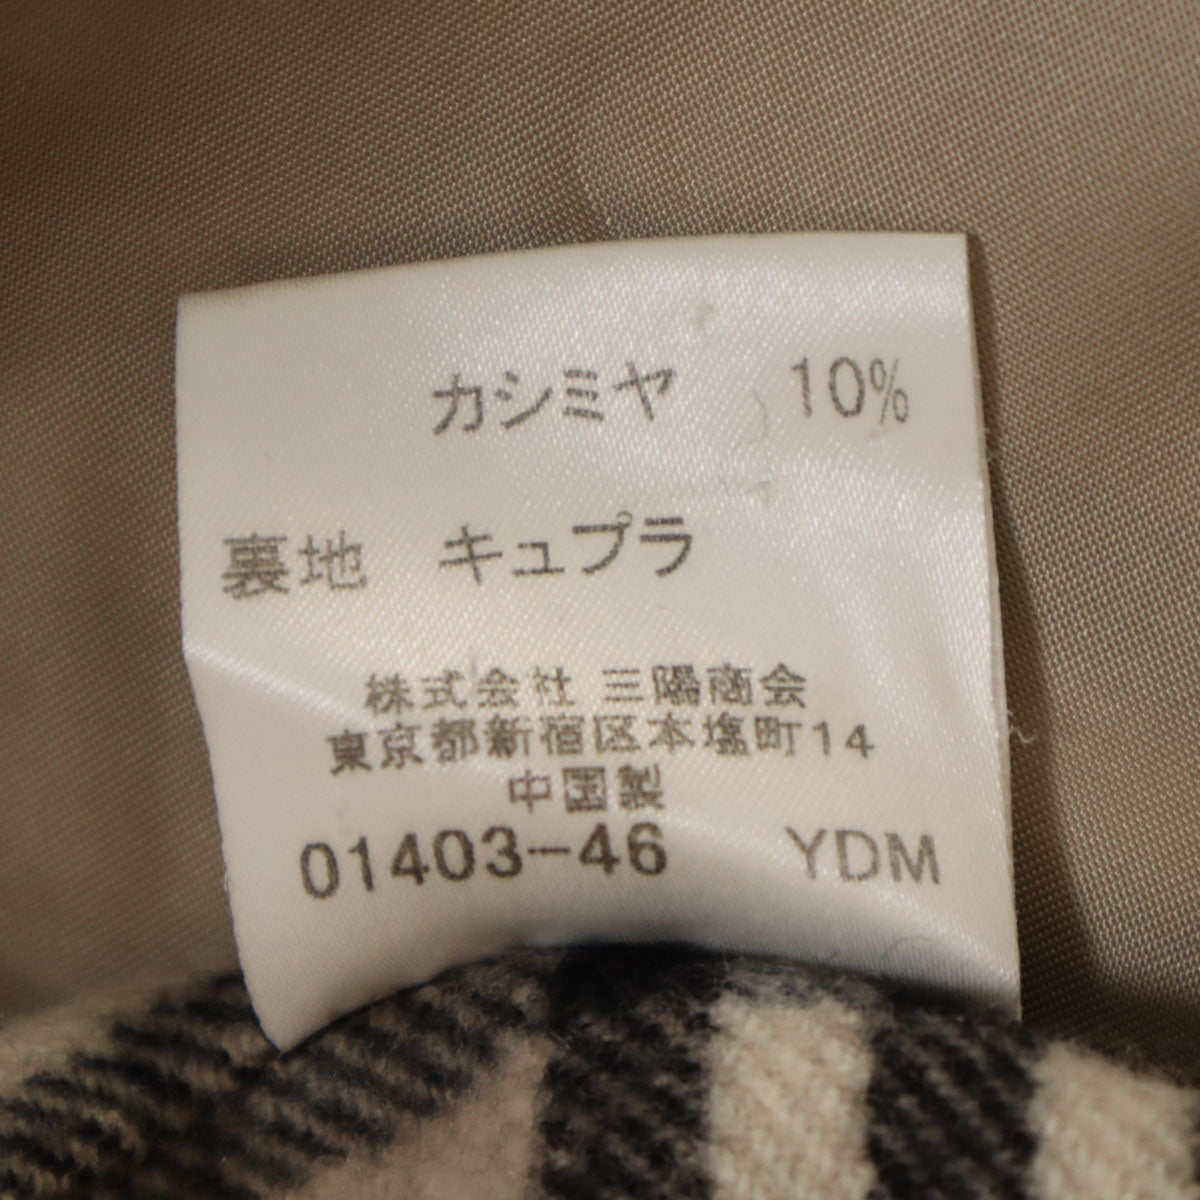 カシミヤ 10%
裏地 キュプラ
株式会社 三陽商会
東京都新宿区本塩町14
中国製
01403-46 YDM